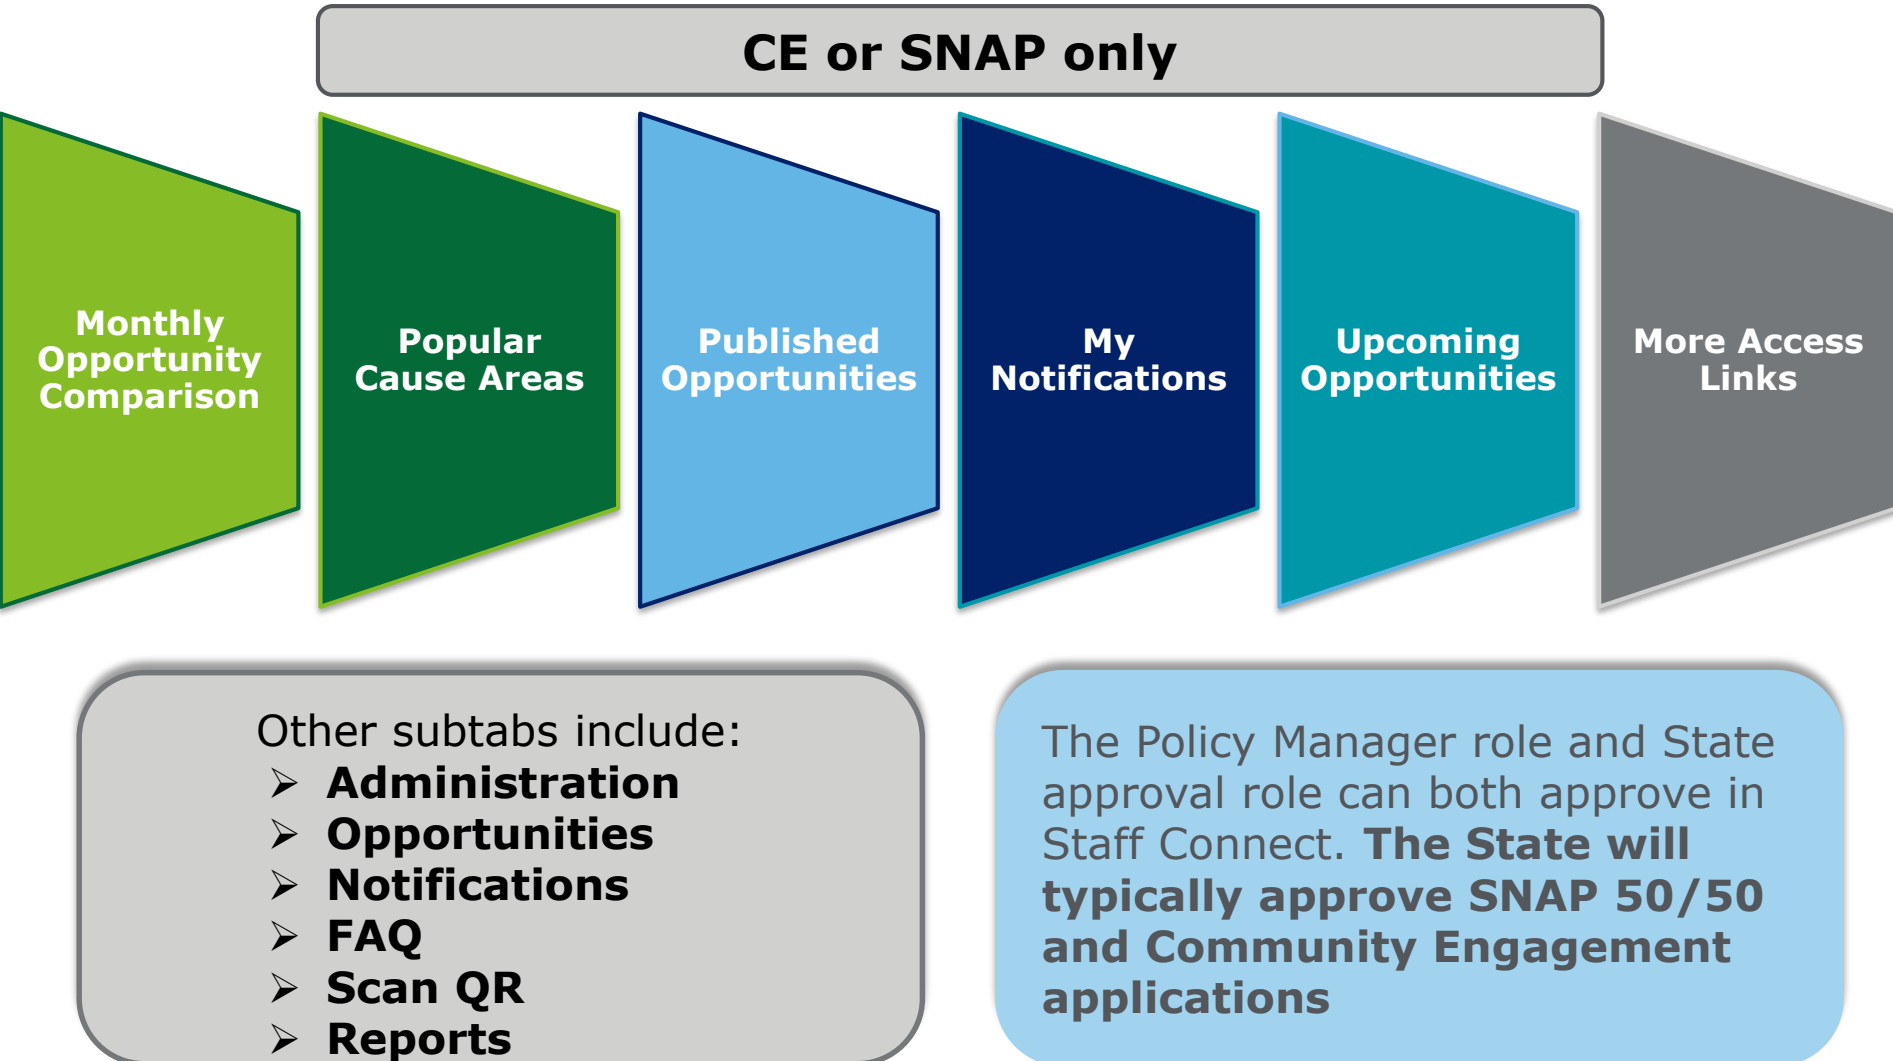 CE or SNAP only
Monthly
Opportunity
Comparison
Popular
Cause Areas
Published
Opportunities
My
Notifications
Upcoming
Opportunities
More Access
Links
Other subtabs include:
➢ Administration
➢ Opportunities
➢ Notifications
➢ FAQ
➢ Scan QR
➢ Reports
The Policy Manager role and State
approval role can both approve in
Staff Connect. The State will
typically approve SNAP 50/50
and Community Engagement
applications